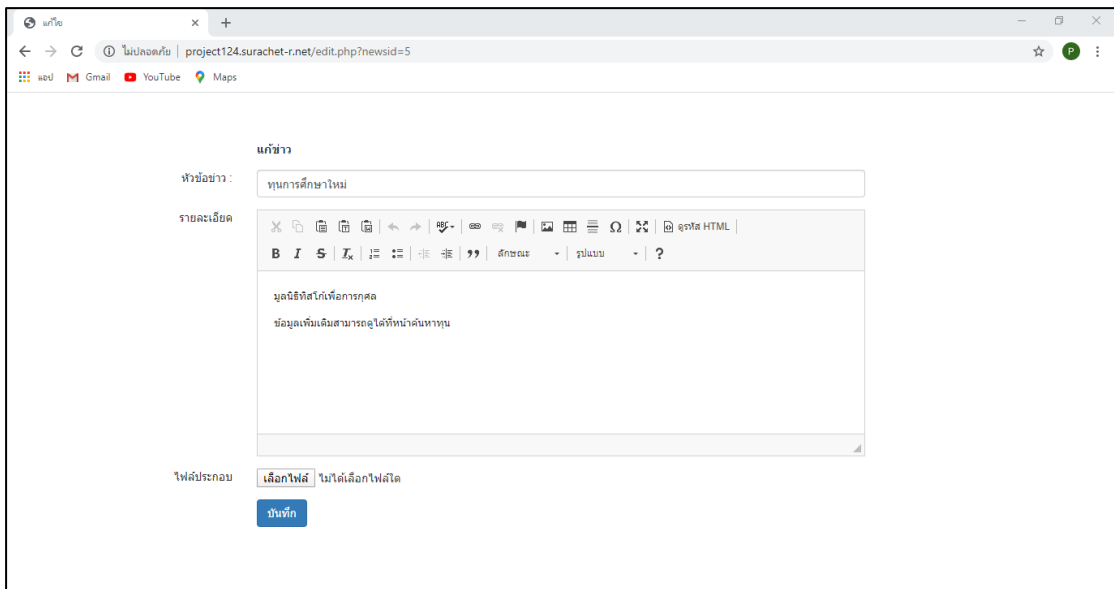 แก้ไข
ไม่ปลอดภัย | project124.surachet-r.net/edit.php?newsid=5
P
แอป Gmail YouTube Maps
แก้ข่าว
หัวข้อข่าว :
ทุนการศึกษาใหม่
รายละเอียด
ABC Ω ดูรหัส HTML
B I S Ix ลักษณะ รูปแบบ ?
มูลนิธิทิสโก้เพื่อการกุศล
ข้อมูลเพิ่มเติมสามารถดูได้ที่หน้าค้นหาทุน
ไฟล์ประกอบ
เลือกไฟล์ ไม่ได้เลือกไฟล์ใด
บันทึก